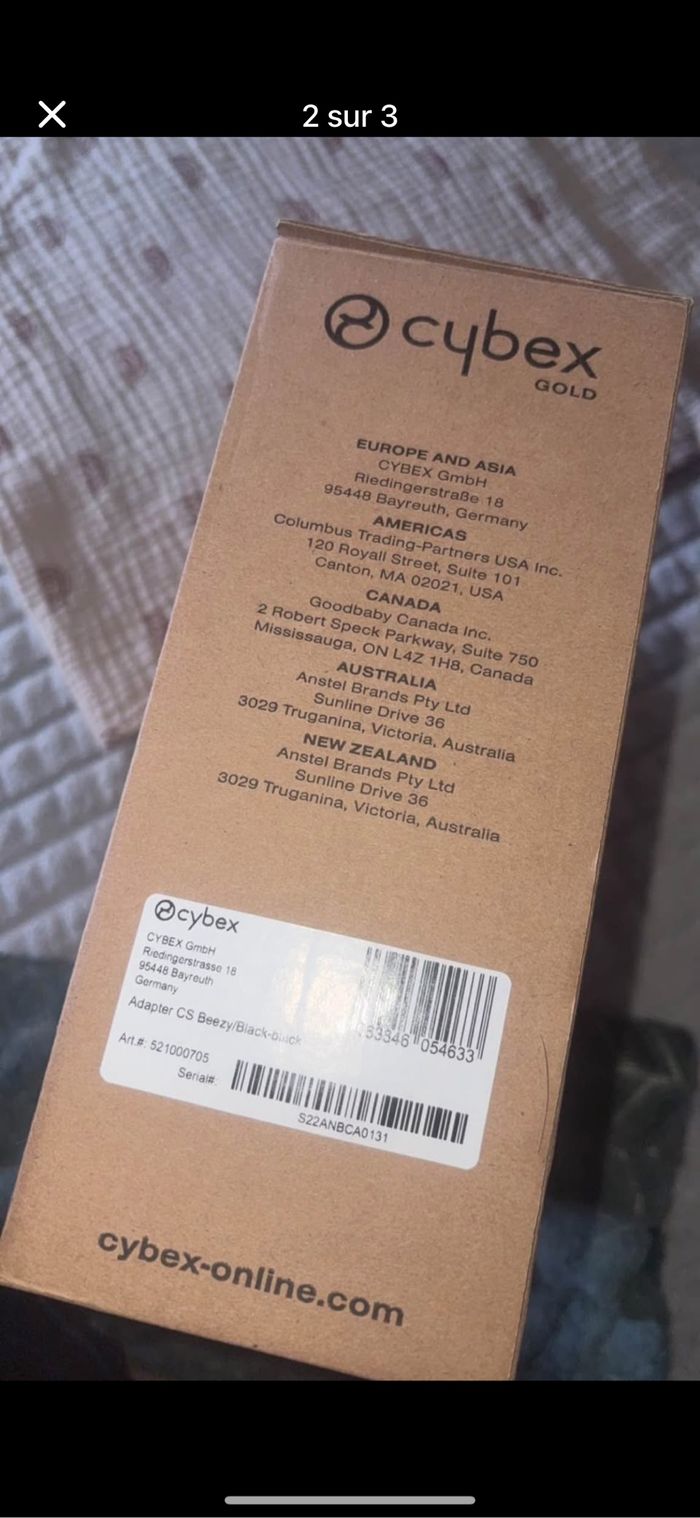 2 sur 3
cybex
GOLD
EUROPE AND ASIA
CYBEX GmbH
Riedingerstraße 18
95448 Bayreuth, Germany
AMERICAS
Columbus Trading-Partners USA Inc.
120 Royall Street, Suite 101
Canton, MA 02021, USA
CANADA
Goodbaby Canada Inc.
2 Robert Speck Parkway, Suite 750
Mississauga, ON L4Z 1H8, Canada
AUSTRALIA
Anstel Brands Pty Ltd
Sunline Drive 36
3029 Truganina, Victoria, Australia
NEW ZEALAND
Anstel Brands Pty Ltd
Sunline Drive 36
3029 Truganina, Victoria, Australia
cybex
CYBEX GmbH
Riedingerstrasse 18
95448 Bayreuth
Germany
Adapter CS Beezy/Black-black
054633
Art.#: 521000705
Serial#:
S22ANBCA0131
cybex-online.com